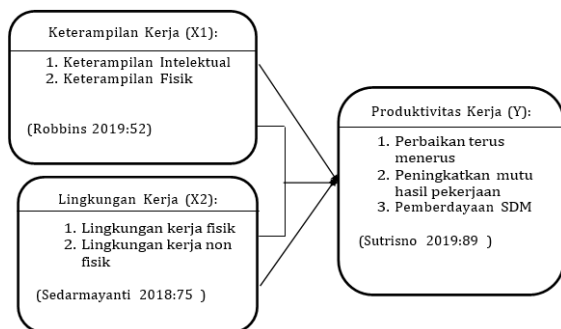 Keterampilan Kerja (X1):
1. Keterampilan Intelektual
2. Keterampilan Fisik
(Robbins 2019:52)
Lingkungan Kerja (X2):
1. Lingkungan kerja fisik
2. Lingkungan kerja non
fisik
(Sedarmayanti 2018:75 )
Produktivitas Kerja (Y):
1. Perbaikan terus
menerus
2. Peningkatkan mutu
hasil pekerjaan
3. Pemberdayaan SDM
(Sutrisno 2019:89 )